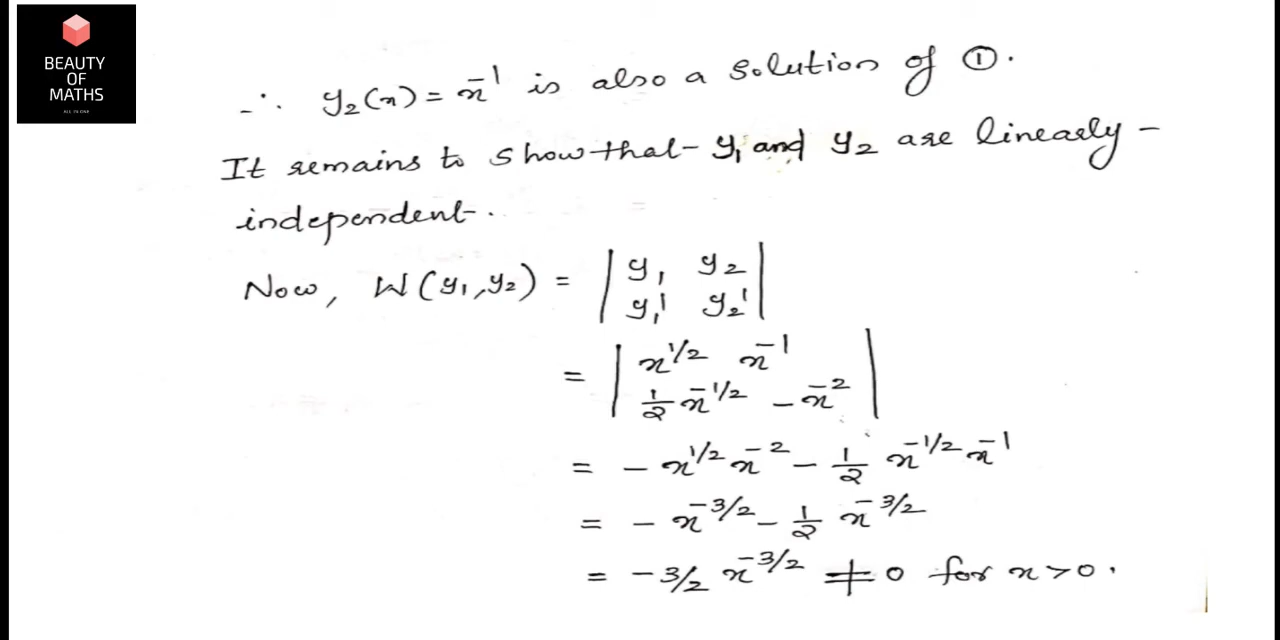 BEAUTY
OF
MATHS
ALL IN ONE
∴ y₂(x) = x⁻¹ is also a solution of ①.
It remains to show that y₁ and y₂ are linearly -
independent.
Now, W(y₁, y₂) = | y₁ y₂ |
| y₁' y₂' |
= | x^1/2 x⁻¹ |
| 1/2 x^-1/2 - x⁻² |
= - x^1/2 x⁻² - 1/2 x^-1/2 x⁻¹
= - x^-3/2 - 1/2 x^-3/2
= -3/2 x^-3/2 ≠ 0 for x > 0.